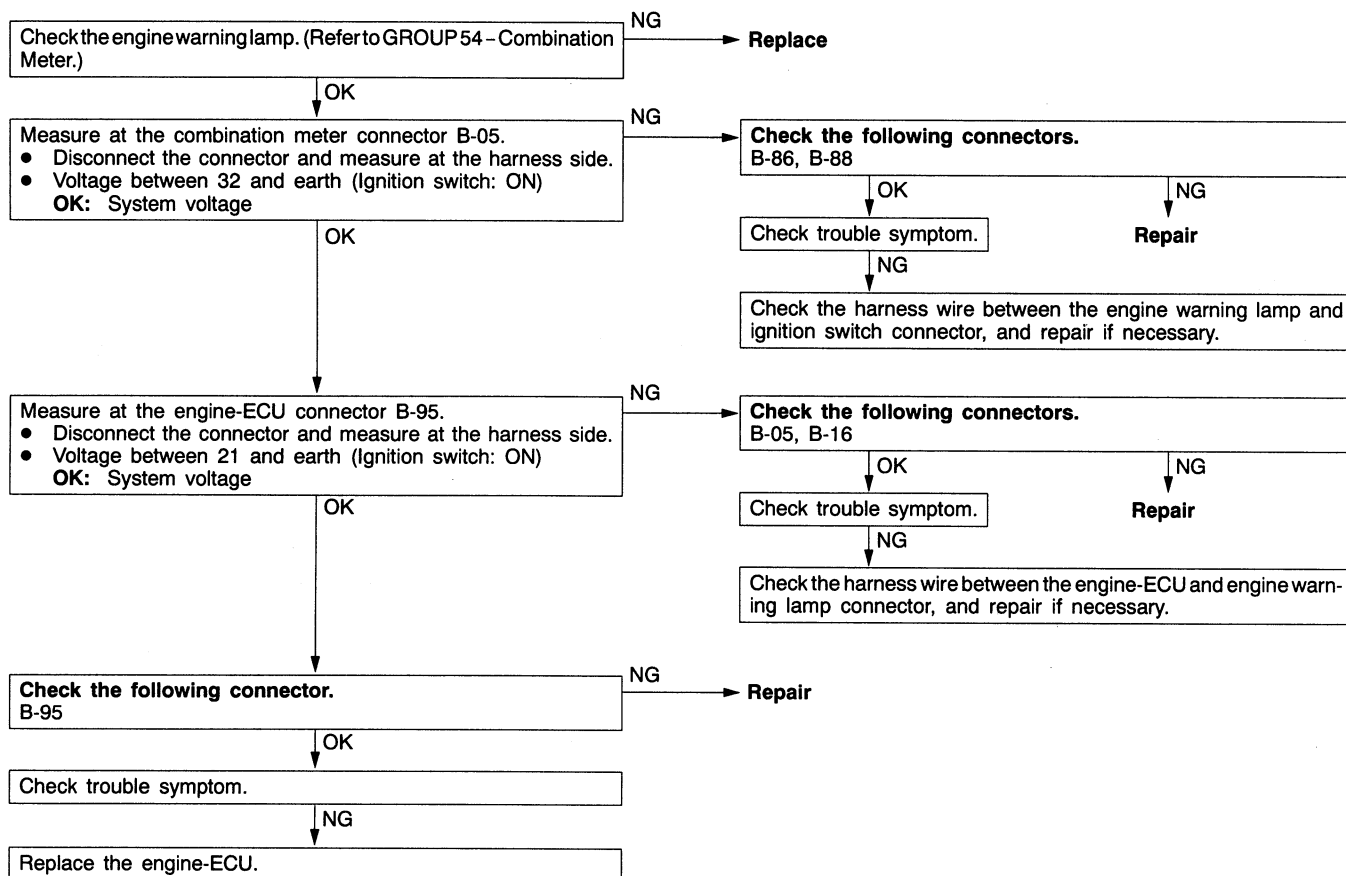 NG
Check the engine warning lamp. (Refer to GROUP 54 – Combination
Meter.)
Replace
OK
Measure at the combination meter connector B-05.
● Disconnect the connector and measure at the harness side.
● Voltage between 32 and earth (Ignition switch: ON)
OK: System voltage
NG
Check the following connectors.
B-86, B-88
OK
NG
Check trouble symptom.
Repair
NG
Check the harness wire between the engine warning lamp and
ignition switch connector, and repair if necessary.
OK
Measure at the engine-ECU connector B-95.
● Disconnect the connector and measure at the harness side.
● Voltage between 21 and earth (Ignition switch: ON)
OK: System voltage
NG
Check the following connectors.
B-05, B-16
OK
NG
Check trouble symptom.
Repair
NG
Check the harness wire between the engine-ECU and engine warn-
ing lamp connector, and repair if necessary.
OK
Check the following connector.
B-95
NG
Repair
OK
Check trouble symptom.
NG
Replace the engine-ECU.